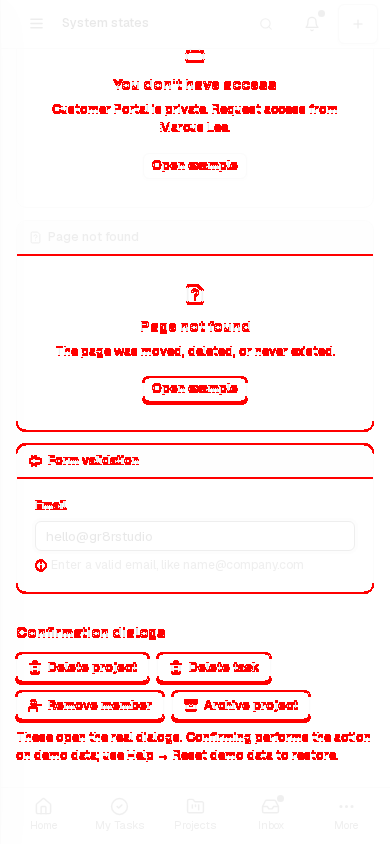 System states
You don't have access
Customer Portal is private. Request access from
Marcus Lee.
Open example
Page not found
Page not found
The page was moved, deleted, or never existed.
Open example
Form validation
Email
hello@gr8rstudio
Enter a valid email, like name@company.com
Confirmation dialogs
Delete project
Delete task
Remove member
Archive project
These open the real dialogs. Confirming performs the action
on demo data; use Help → Reset demo data to restore.
Home
My Tasks
Projects
Inbox
More